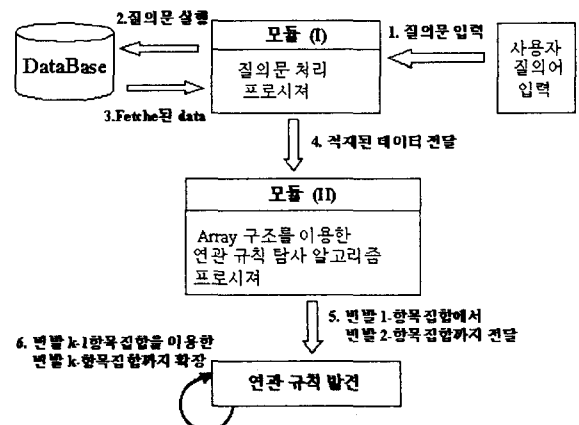 2.질의문 실행
DataBase
3.Fetche된 data
모듈 (I)
질의문 처리
프로시져
1. 질의문 입력
사용자
질의어
입력
4. 적재된 데이터 전달
모듈 (II)
Array 구조를 이용한
연관 규칙 탐사 알고리즘
프로시져
5. 빈발 1-항목집합에서
빈발 2-항목집합까지 전달
6. 빈발 k-1항목집합을 이용한
빈발 k-항목집합까지 확장
연관 규칙 발견